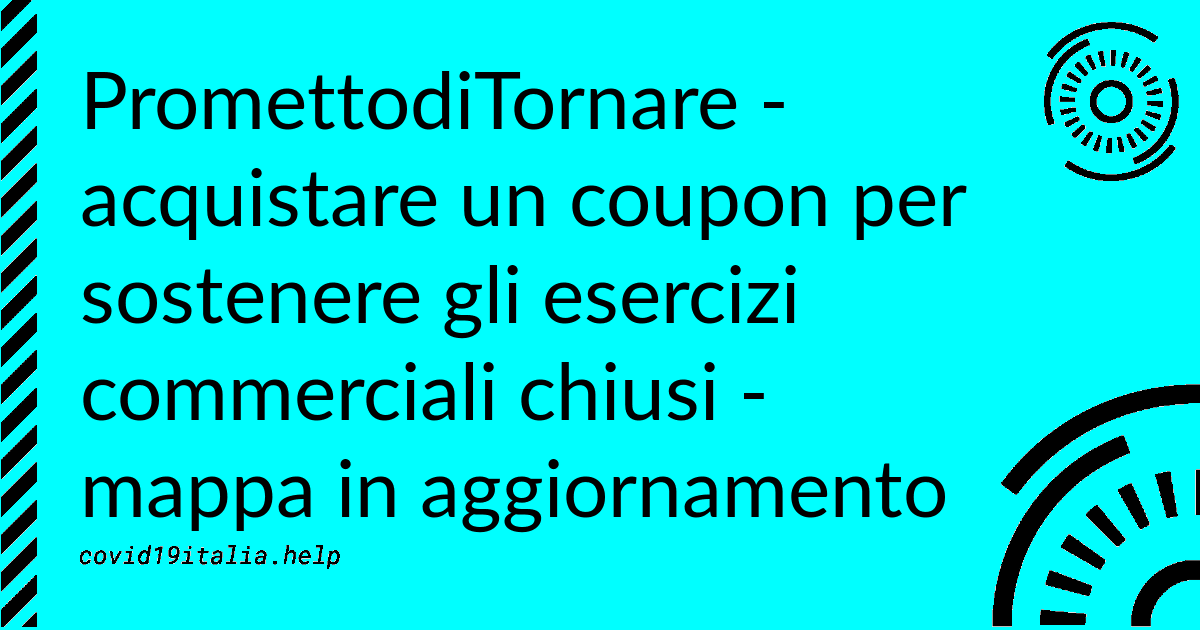 PromettodiTornare -
acquistare un coupon per
sostenere gli esercizi
commerciali chiusi -
mappa in aggiornamento
covid19italia.help